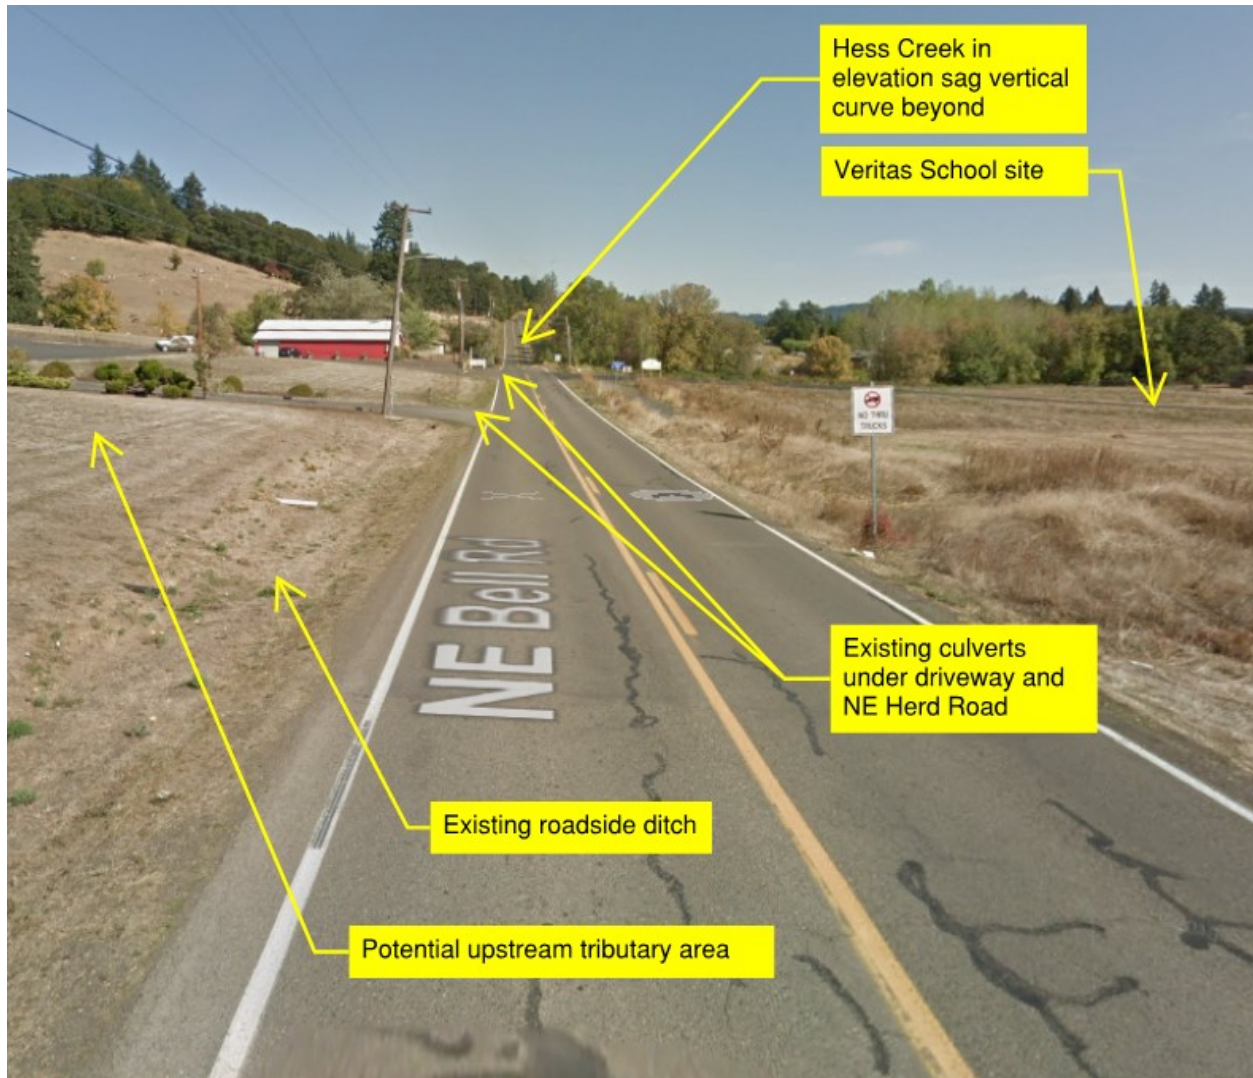 Hess Creek in
elevation sag vertical
curve beyond
Veritas School site
NO THRU
TRUCKS
NE Bell Rd
Existing culverts
under driveway and
NE Herd Road
Existing roadside ditch
Potential upstream tributary area